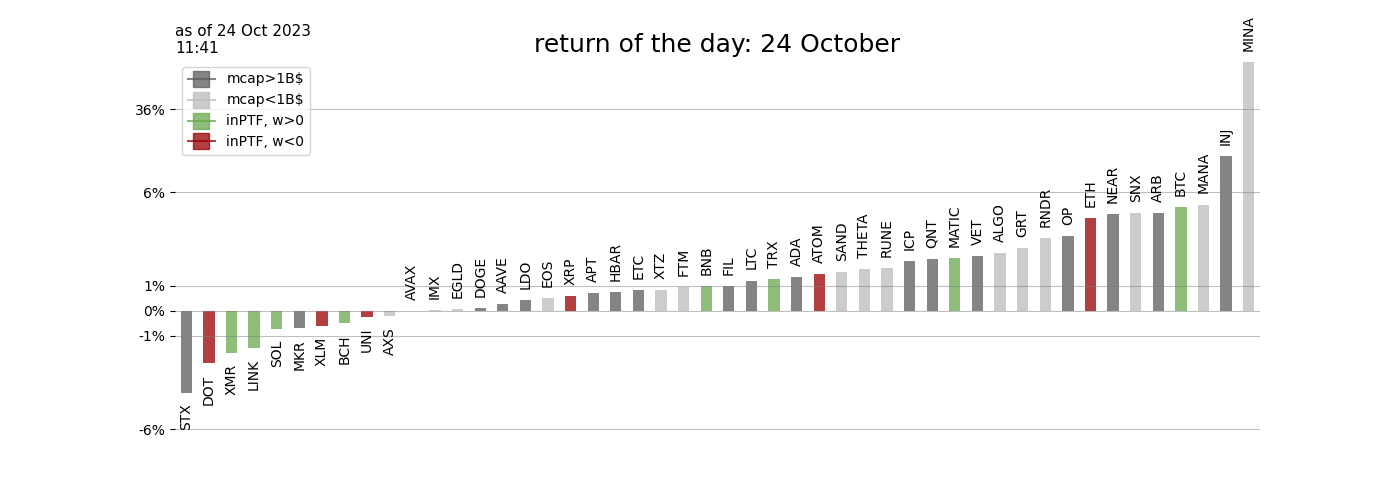 as of 24 Oct 2023
11:41
return of the day: 24 October
mcap>1B$
mcap<1B$
inPTF, w>0
inPTF, w<0
36%
6%
1%
0%
-1%
-6%
STX
DOT
XMR
LINK
SOL
MKR
XLM
BCH
UNI
AXS
AVAX
IMX
EGLD
DOGE
AAVE
LDO
EOS
XRP
APT
HBAR
ETC
XTZ
FTM
BNB
FIL
LTC
TRX
ADA
ATOM
SAND
THETA
RUNE
ICP
QNT
MATIC
VET
ALGO
GRT
RNDR
OP
ETH
NEAR
SNX
ARB
BTC
MANA
INJ
MINA